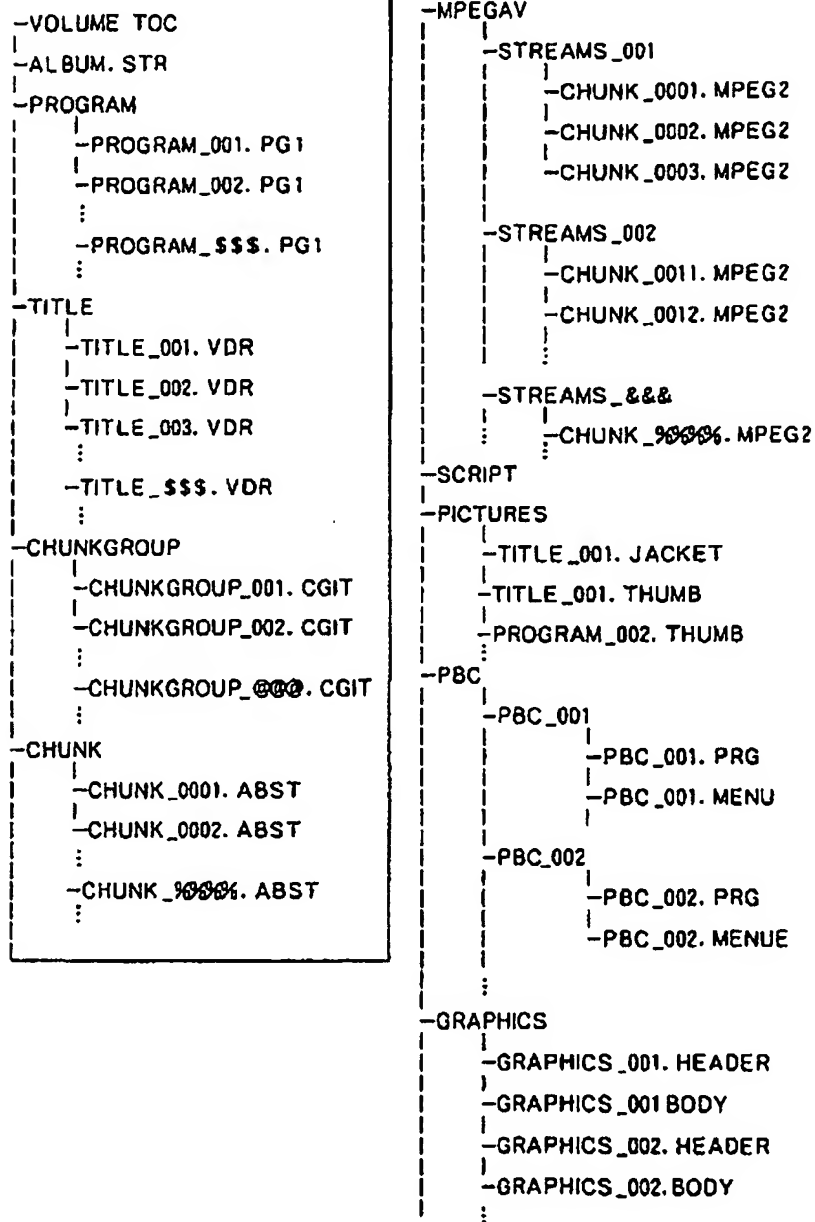 -VOLUME TOC
-ALBUM. STR
-PROGRAM
-PROGRAM_001. PG1
-PROGRAM_002. PG1
-PROGRAM_$$$. PG1
-TITLE
-TITLE_001. VDR
-TITLE_002. VDR
-TITLE_003. VDR
-TITLE_$$$. VDR
-CHUNKGROUP
-CHUNKGROUP_001. CGIT
-CHUNKGROUP_002. CGIT
-CHUNKGROUP_@@@. CGIT
-CHUNK
-CHUNK_0001. ABST
-CHUNK_0002. ABST
-CHUNK_%%%%. ABST
-MPEGAV
-STREAMS_001
-CHUNK_0001. MPEG2
-CHUNK_0002. MPEG2
-CHUNK_0003. MPEG2
-STREAMS_002
-CHUNK_0011. MPEG2
-CHUNK_0012. MPEG2
-STREAMS_&&&
-CHUNK_%%%%. MPEG2
-SCRIPT
-PICTURES
-TITLE_001. JACKET
-TITLE_001. THUMB
-PROGRAM_002. THUMB
-PBC
-PBC_001
-PBC_001. PRG
-PBC_001. MENU
-PBC_002
-PBC_002. PRG
-PBC_002. MENUE
-GRAPHICS
-GRAPHICS_001. HEADER
-GRAPHICS_001 BODY
-GRAPHICS_002. HEADER
-GRAPHICS_002. BODY